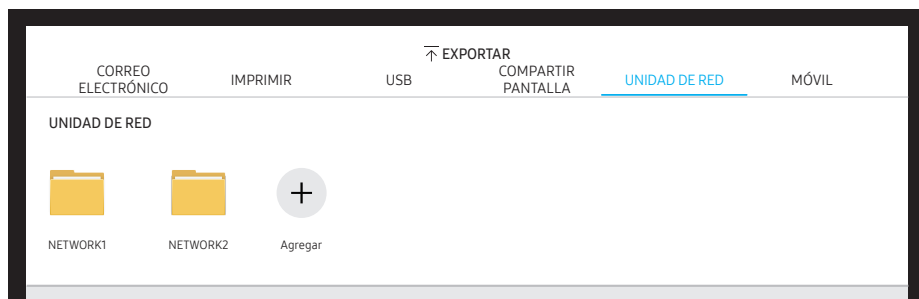 EXPORTAR
CORREO
ELECTRÓNICO
IMPRIMIR
USB
COMPARTIR
PANTALLA
UNIDAD DE RED
MÓVIL
UNIDAD DE RED
NETWORK1
NETWORK2
Agregar